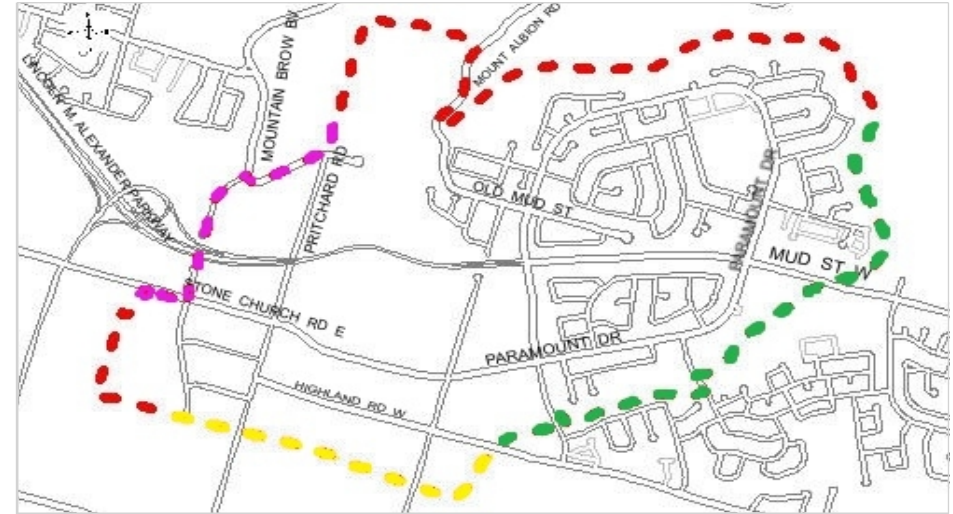 MOUNT ALBION RD
MOUNTAIN BROW BV
LINCOLN M. ALEXANDER PARKWAY
PRITCHARD RD
OLD MUD ST
PARAMOUNT DR
MUD ST W
STONE CHURCH RD E
PARAMOUNT DR
HIGHLAND RD W